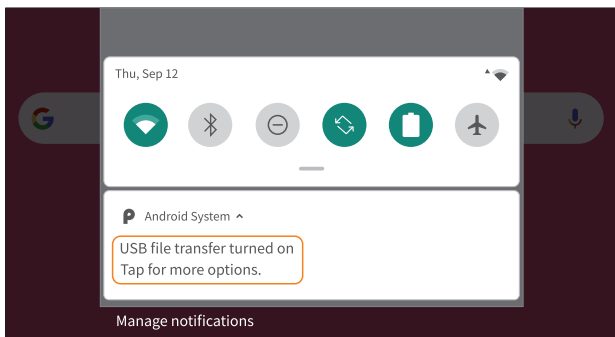 Thu, Sep 12
G
Android System
USB file transfer turned on
Tap for more options.
Manage notifications